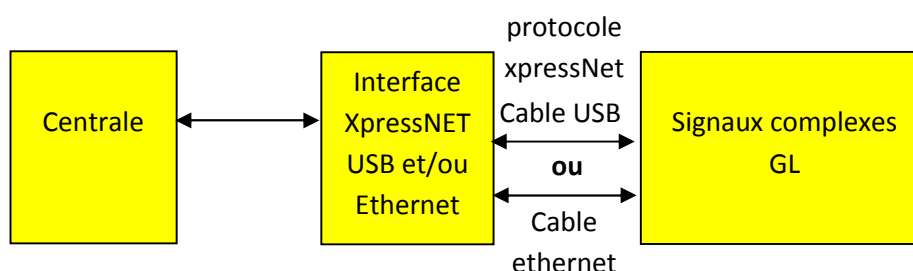 Centrale
Interface
XpressNET
USB et/ou
Ethernet
protocole
xpressNet
Cable USB
ou
Cable
ethernet
Signaux complexes
GL